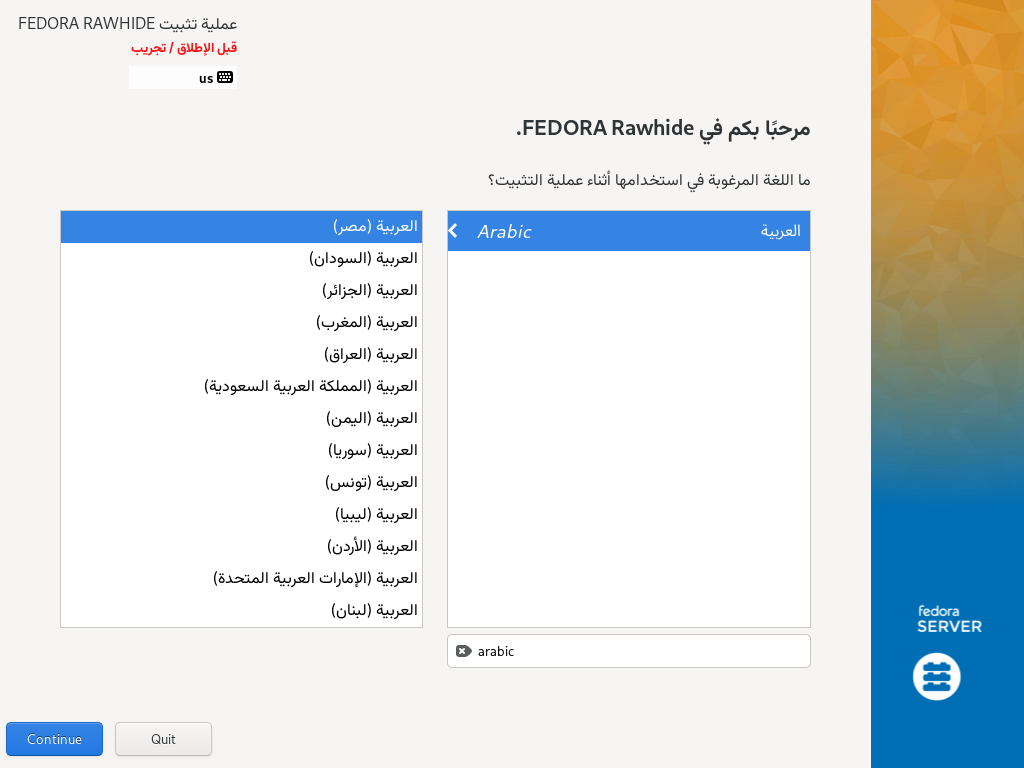 عملية تثبيت FEDORA RAWHIDE
قبل الإطلاق / تجريب
us
مرحبًا بكم في FEDORA Rawhide.
ما اللغة المرغوبة في استخدامها أثناء عملية التثبيت؟
العربية Arabic
arabic
العربية (مصر)
العربية (السودان)
العربية (الجزائر)
العربية (المغرب)
العربية (العراق)
العربية (المملكة العربية السعودية)
العربية (اليمن)
العربية (سوريا)
العربية (تونس)
العربية (ليبيا)
العربية (الأردن)
العربية (الإمارات العربية المتحدة)
العربية (لبنان)
fedora
SERVER
Quit
Continue